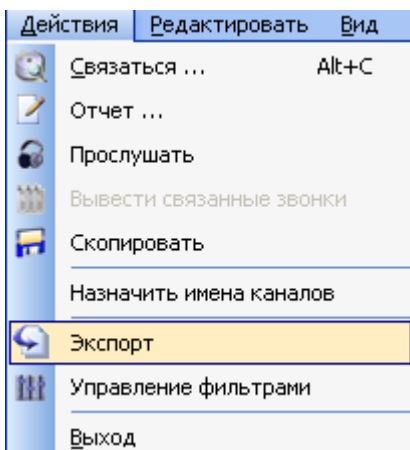 Действия Редактировать Вид
Связаться ... Alt+C
Отчет ...
Прослушать
Вывести связанные звонки
Скопировать
Назначить имена каналов
Экспорт
Управление фильтрами
Выход